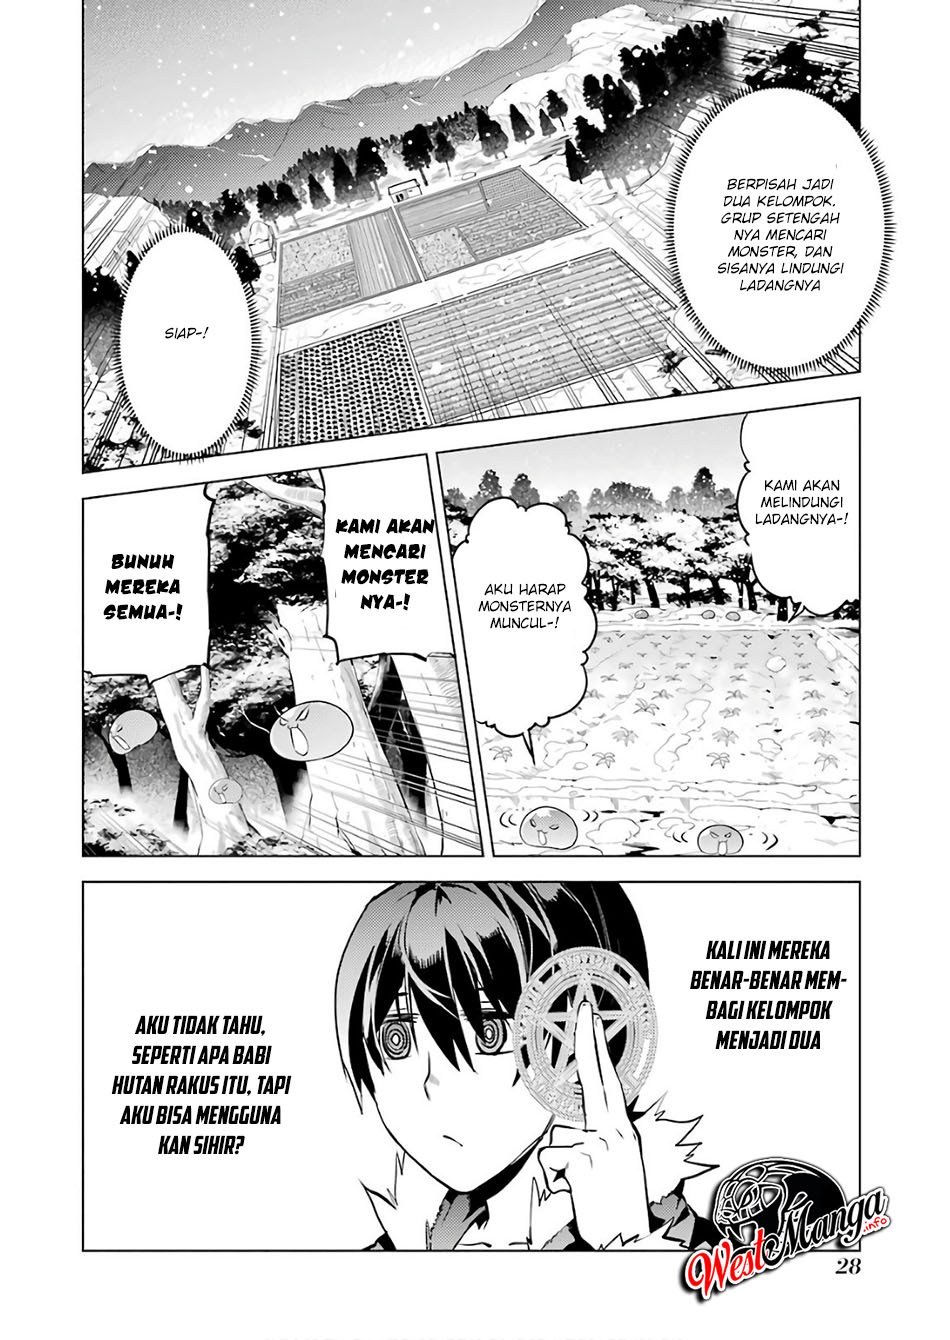 BERPISAH JADI
DUA KELOMPOK.
GRUP SETENGAH
NYA MENCARI
MONSTER, DAN
SISANYA LINDUNGI
LADANGNYA
SIAP-!
KAMI AKAN
MELINDUNGI
LADANGNYA-!
AKU HARAP
MONSTERNYA
MUNCUL-!
KAMI AKAN
MENCARI
MONSTER
NYA-!
BUNUH
MEREKA
SEMUA-!
KALI INI MEREKA
BENAR-BENAR MEM-
BAGI KELOMPOK
MENJADI DUA
AKU TIDAK TAHU,
SEPERTI APA BABI
HUTAN RAKUS ITU, TAPI
AKU BISA MENGGUNA
KAN SIHIR?
WestManga
.info
28